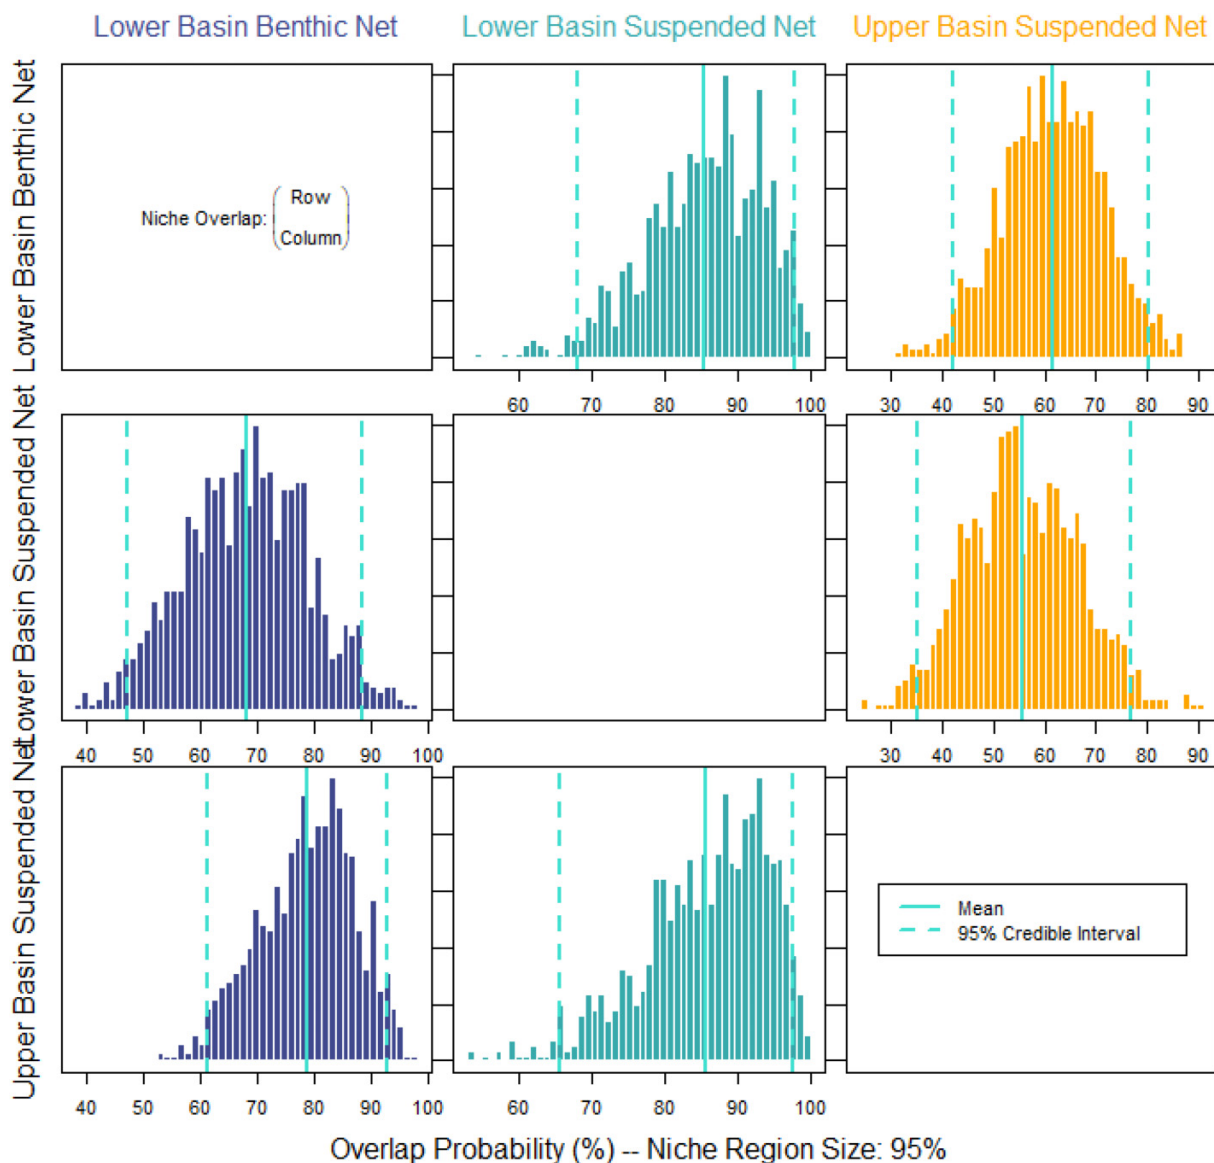 Lower Basin Benthic Net
Lower Basin Suspended Net
Upper Basin Suspended Net
Lower Basin Benthic Net
Niche Overlap: (Row
Column)
60 70 80 90 100
30 40 50 60 70 80 90
Lower Basin Suspended Net
40 50 60 70 80 90 100
30 40 50 60 70 80 90
Upper Basin Suspended Net
Mean
95% Credible Interval
40 50 60 70 80 90 100
60 70 80 90 100
Overlap Probability (%) -- Niche Region Size: 95%